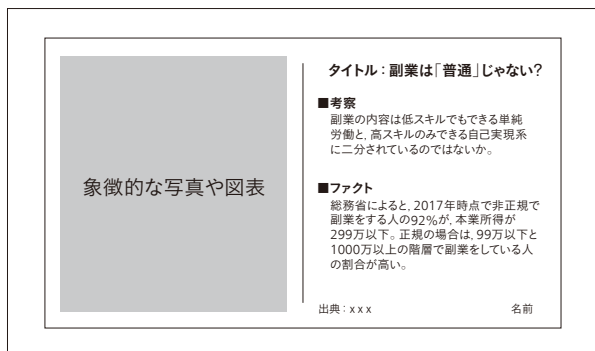 象徴的な写真や図表
タイトル：副業は「普通」じゃない？
■考察
副業の内容は低スキルでもできる単純
労働と，高スキルのみできる自己実現系
に二分されているのではないか。
■ファクト
総務省によると，2017年時点で非正規で
副業をする人の92%が，本業所得が
299万以下。正規の場合は，99万以下と
1000万以上の階層で副業をしている人
の割合が高い。
出典：x x x
名前